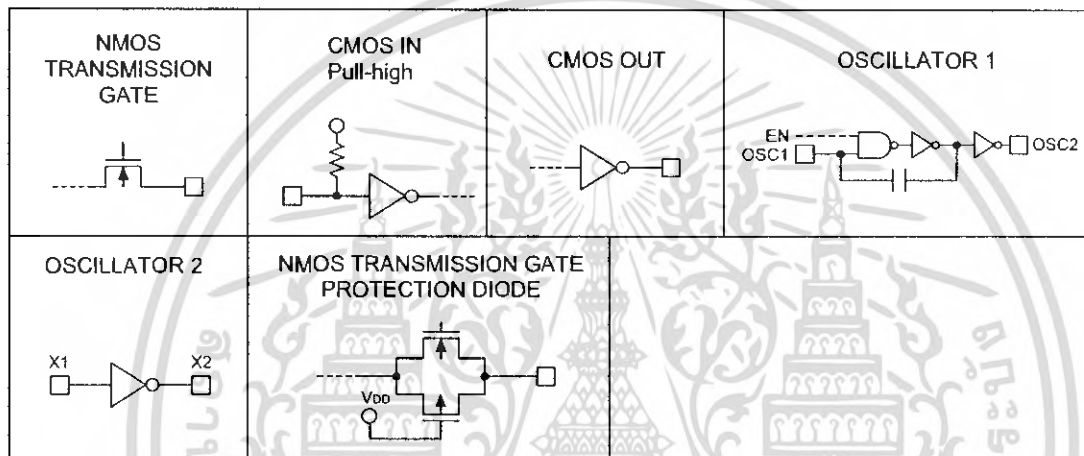 NMOS
TRANSMISSION
GATE
CMOS IN
Pull-high
CMOS OUT
OSCILLATOR 1
EN
OSC1
OSC2
OSCILLATOR 2
X1
X2
NMOS TRANSMISSION GATE
PROTECTION DIODE
VDD